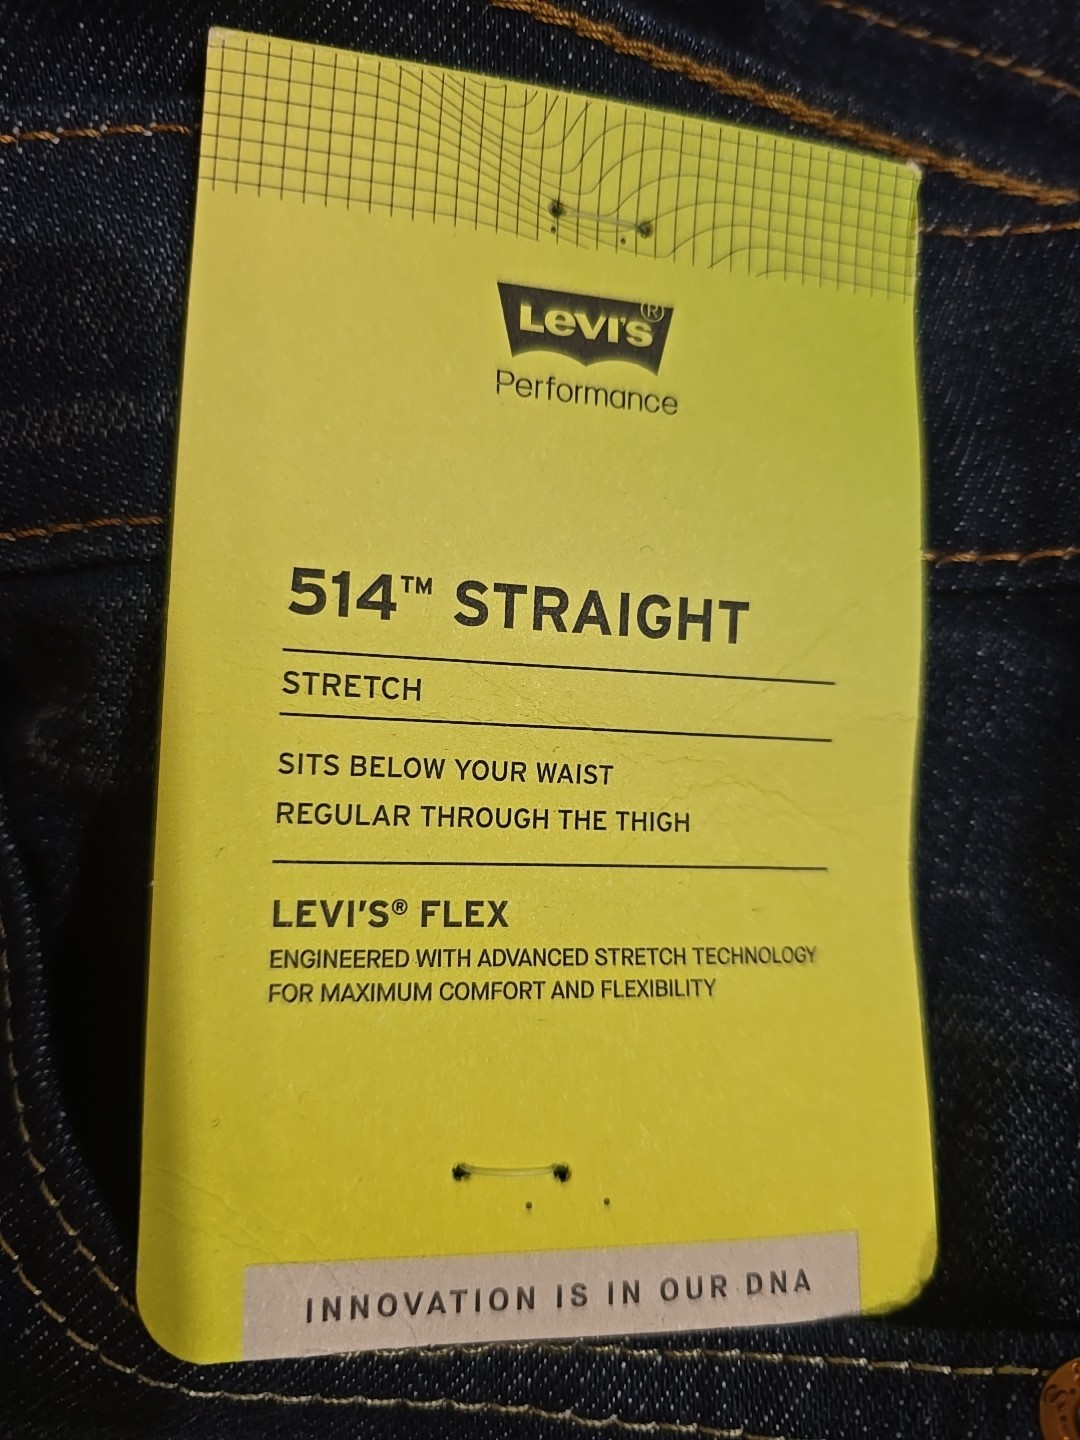 Levi's®
Performance
514™ STRAIGHT
STRETCH
SITS BELOW YOUR WAIST
REGULAR THROUGH THE THIGH
LEVI'S® FLEX
ENGINEERED WITH ADVANCED STRETCH TECHNOLOGY
FOR MAXIMUM COMFORT AND FLEXIBILITY
INNOVATION IS IN OUR DNA